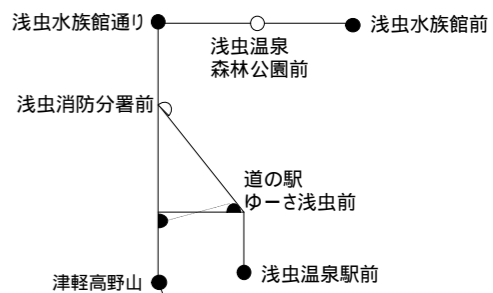 浅虫水族館通り
浅虫水族館前
浅虫温泉
森林公園前
浅虫消防分署前
道の駅
ゆーさ浅虫前
浅虫温泉駅前
津軽高野山